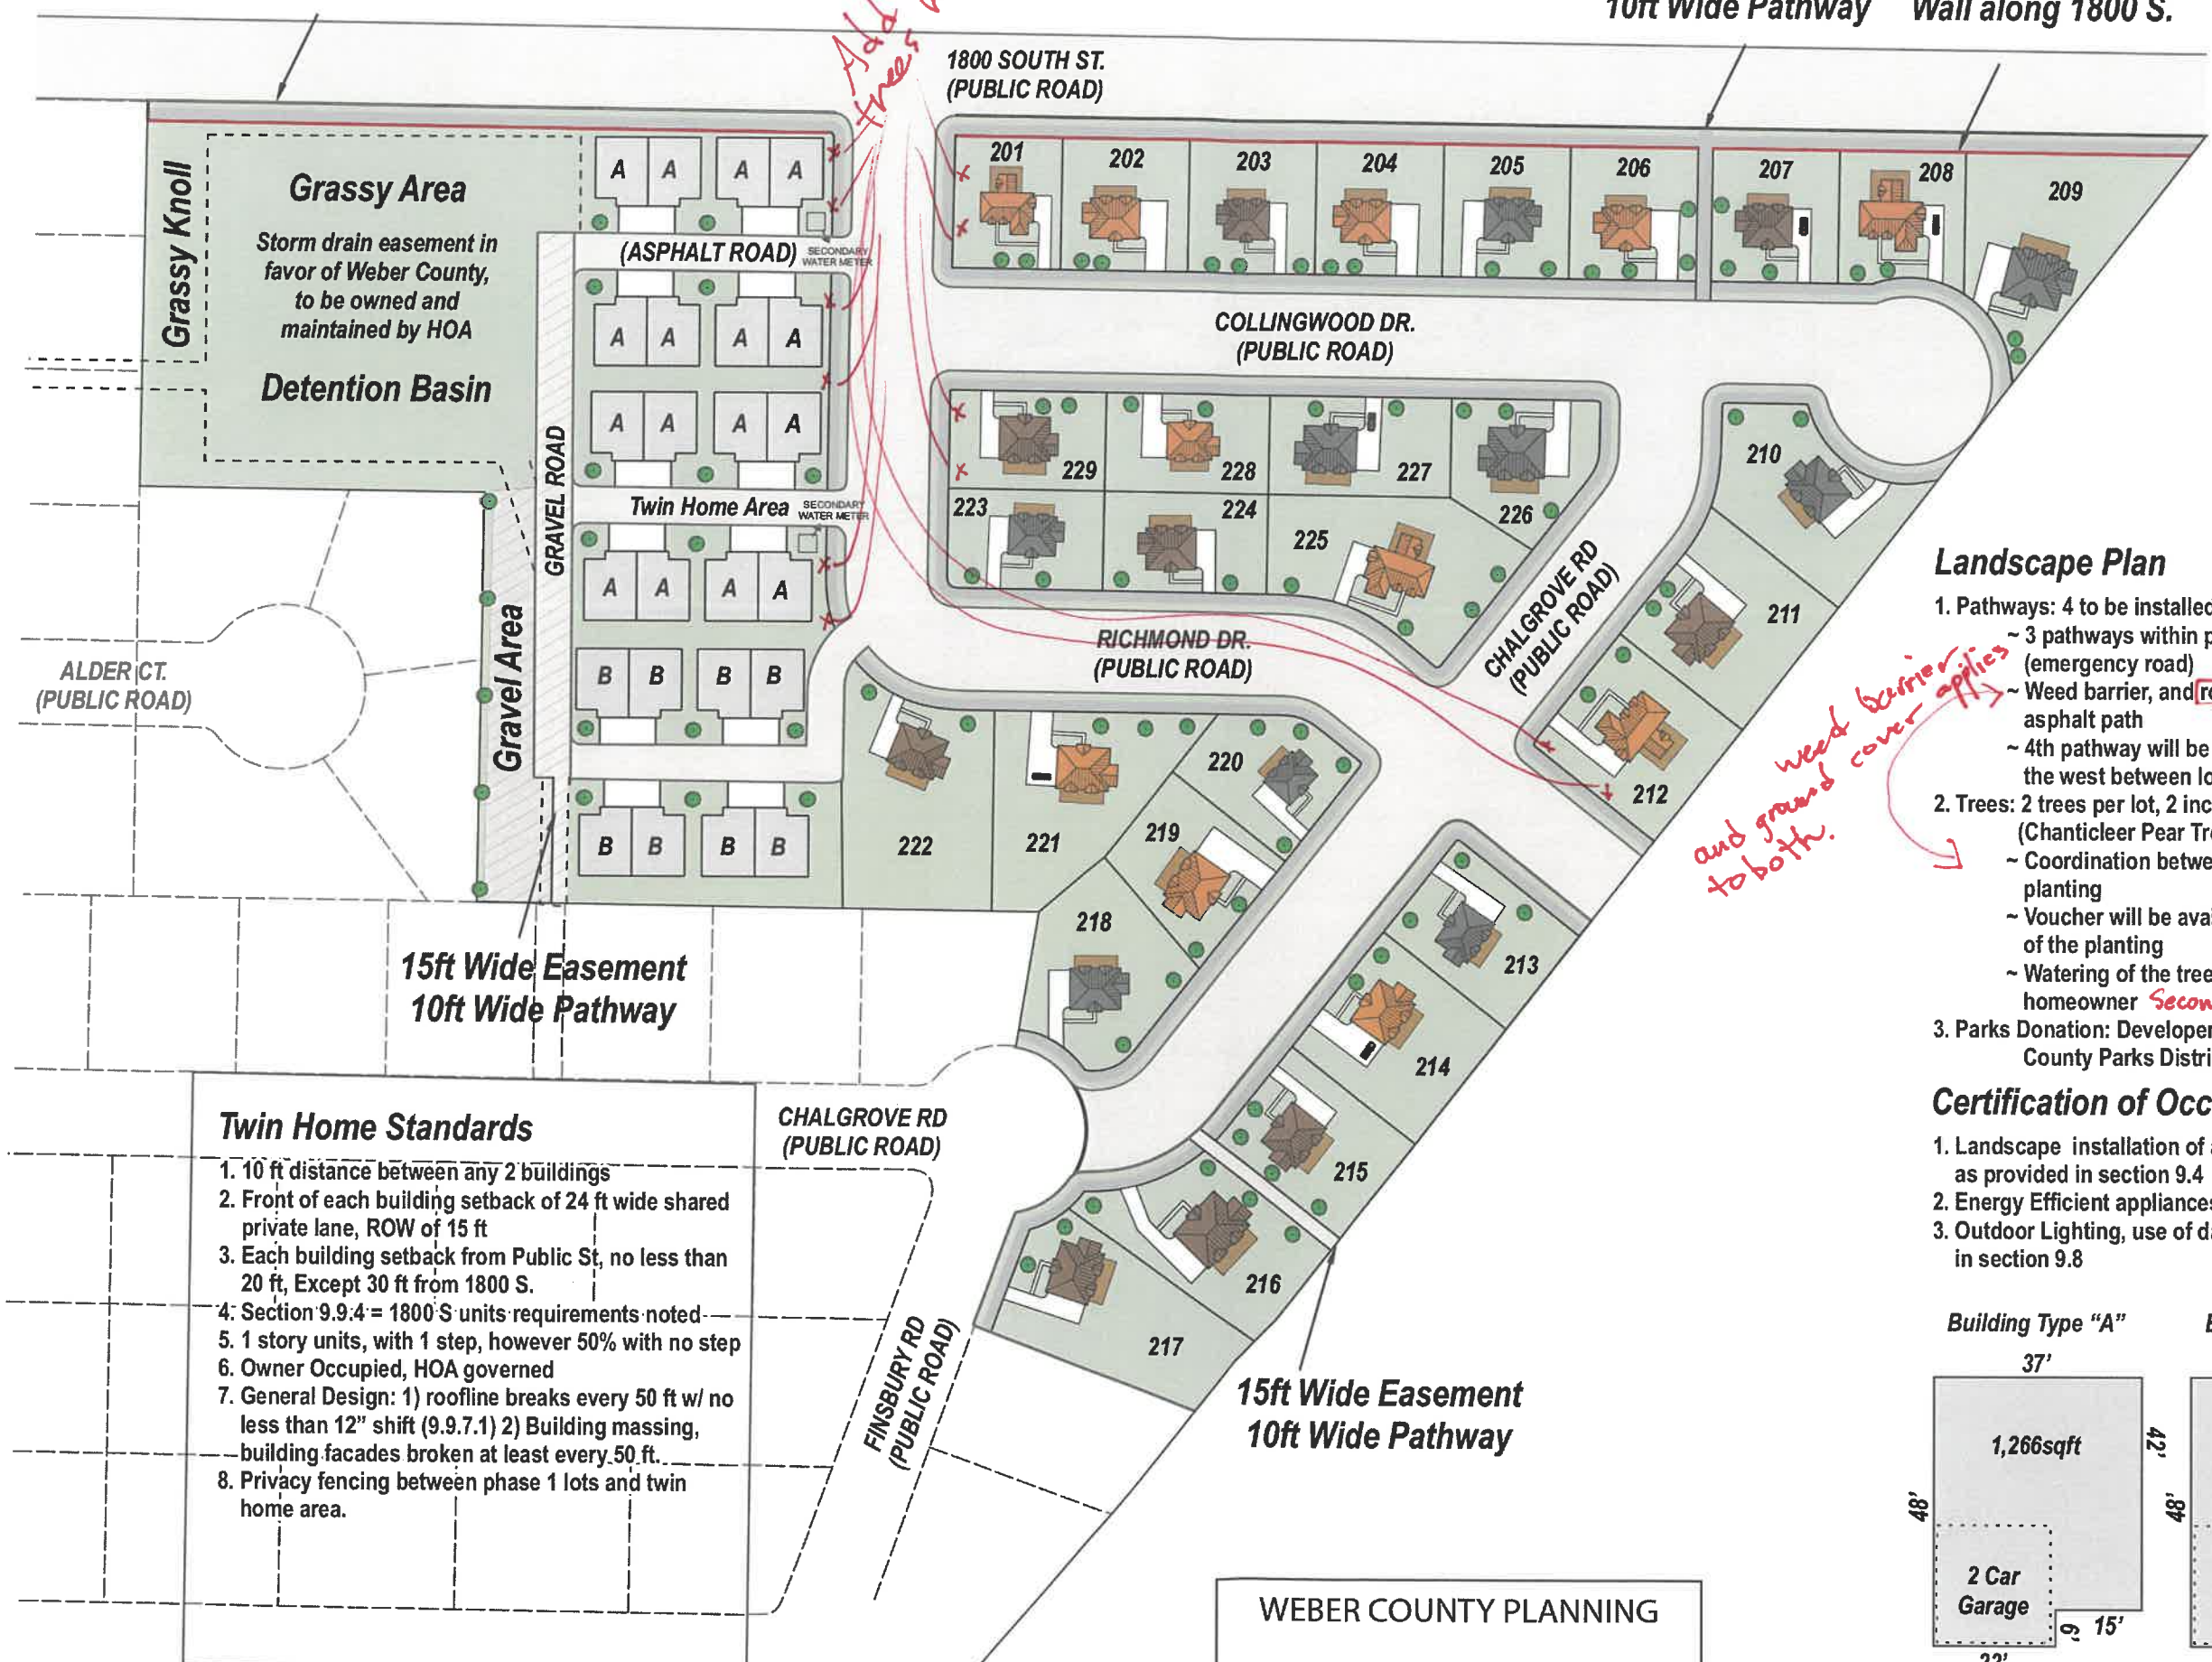 10ft Wide Pathway
Wall along 1800 S.
Add
trees
1800 SOUTH ST.
(PUBLIC ROAD)
Grassy Knoll
Grassy Area
Storm drain easement in
favor of Weber County,
to be owned and
maintained by HOA
Detention Basin
A A A A
(ASPHALT ROAD)
SECONDARY
WATER METER
A A A A
A A A A
GRAVEL ROAD
Twin Home Area
SECONDARY
WATER METER
A A A A
B B B B
B B B B
Gravel Area
201
202
203
204
205
206
207
208
209
COLLINGWOOD DR.
(PUBLIC ROAD)
229
228
227
226
223
224
225
210
211
212
CHALGROVE RD
(PUBLIC ROAD)
RICHMOND DR.
(PUBLIC ROAD)
ALDER CT.
(PUBLIC ROAD)
222
221
220
219
218
213
214
215
216
217
15ft Wide Easement
10ft Wide Pathway
CHALGROVE RD
(PUBLIC ROAD)
FINSBURY RD
(PUBLIC ROAD)
15ft Wide Easement
10ft Wide Pathway
weed barrier
and ground cover applies
to both.
Landscape Plan
1. Pathways: 4 to be installed
~ 3 pathways within
(emergency road)
~ Weed barrier, and
asphalt path
~ 4th pathway will be
the west between
2. Trees: 2 trees per lot, 2
(Chanticleer Pear
~ Coordination
planting
~ Voucher will be
of the planting
~ Watering of the
homeowner
3. Parks Donation:
County Parks
Certification of
1. Landscape installation of
as provided in section 9.4
2. Energy Efficient
3. Outdoor Lighting, use of
in section 9.8
Twin Home Standards
1. 10 ft distance between any 2 buildings
2. Front of each building setback of 24 ft wide shared
private lane, ROW of 15 ft
3. Each building setback from Public St, no less than
20 ft, Except 30 ft from 1800 S.
4. Section 9.9.4 = 1800 S units requirements noted
5. 1 story units, with 1 step, however 50% with no step
6. Owner Occupied, HOA governed
7. General Design: 1) roofline breaks every 50 ft w/ no
less than 12” shift (9.9.7.1) 2) Building massing,
building facades broken at least every 50 ft.
8. Privacy fencing between phase 1 lots and twin
home area.
Building Type “A”
37'
1,266sqft
42'
48'
48'
2 Car
Garage
6'
15'
22'
WEBER COUNTY PLANNING